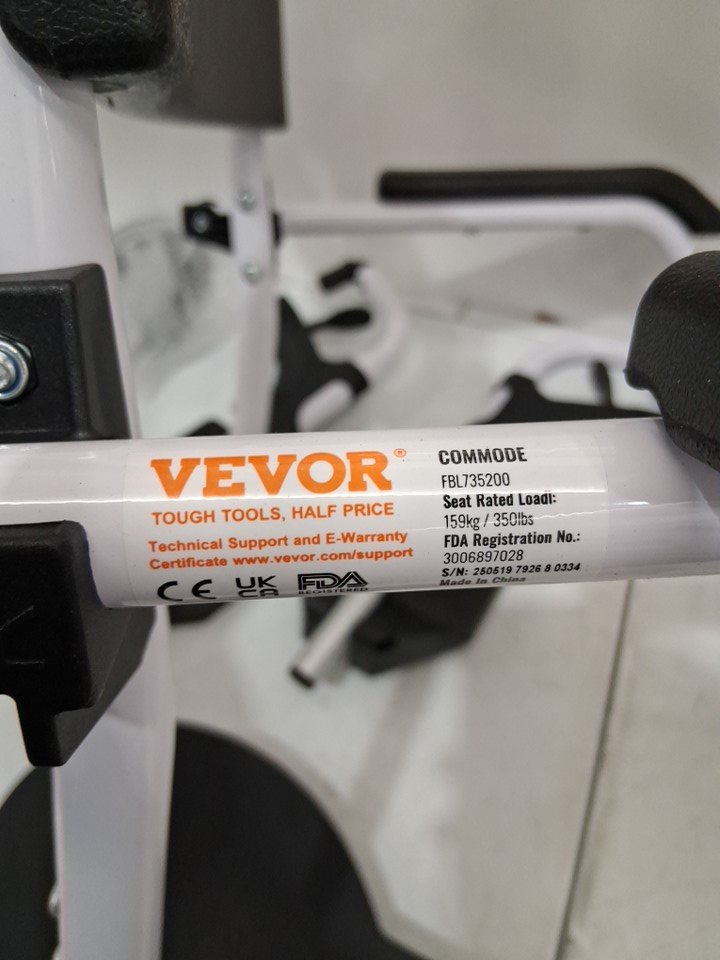 VEVOR®
TOUGH TOOLS, HALF PRICE
Technical Support and E-Warranty
Certificate www.vevor.com/support
CE UK CA FDA REGISTERED
COMMODE
FBL735200
Seat Rated Loadi:
159kg / 350lbs
FDA Registration No.:
3006897028
S/N: 250519 7926 8 0334
Made In China